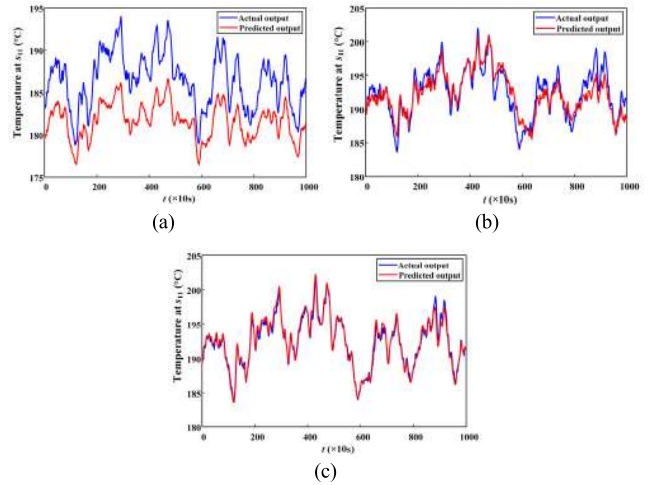 Actual output
Predicted output
Temperature at s11 (°C)
195
190
185
180
175
0
200
400
600
800
1000
t (×10s)
(a)
Actual output
Predicted output
Temperature at s11 (°C)
205
200
195
190
185
180
0
200
400
600
800
1000
t (×10s)
(b)
Actual output
Predicted output
Temperature at s11 (°C)
205
200
195
190
185
180
0
200
400
600
800
1000
t (×10s)
(c)